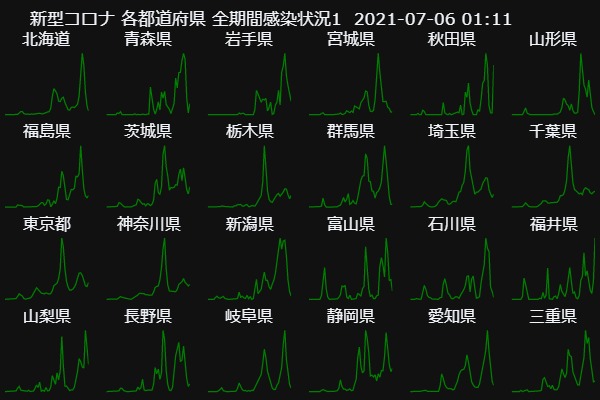 新型コロナ 各都道府県 全期間感染状況1 2021-07-06 01:11
北海道 青森県 岩手県 宮城県 秋田県 山形県
福島県 茨城県 栃木県 群馬県 埼玉県 千葉県
東京都 神奈川県 新潟県 富山県 石川県 福井県
山梨県 長野県 岐阜県 静岡県 愛知県 三重県